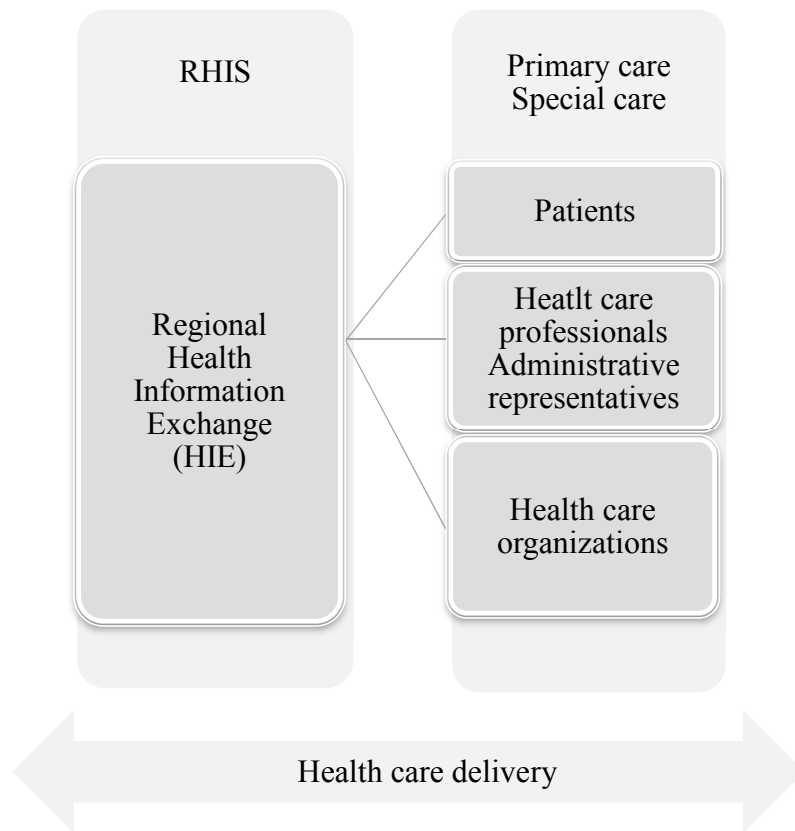 RHIS
Primary care
Special care
Regional
Health
Information
Exchange
(HIE)
Patients
Heatlt care
professionals
Administrative
representatives
Health care
organizations
Health care delivery